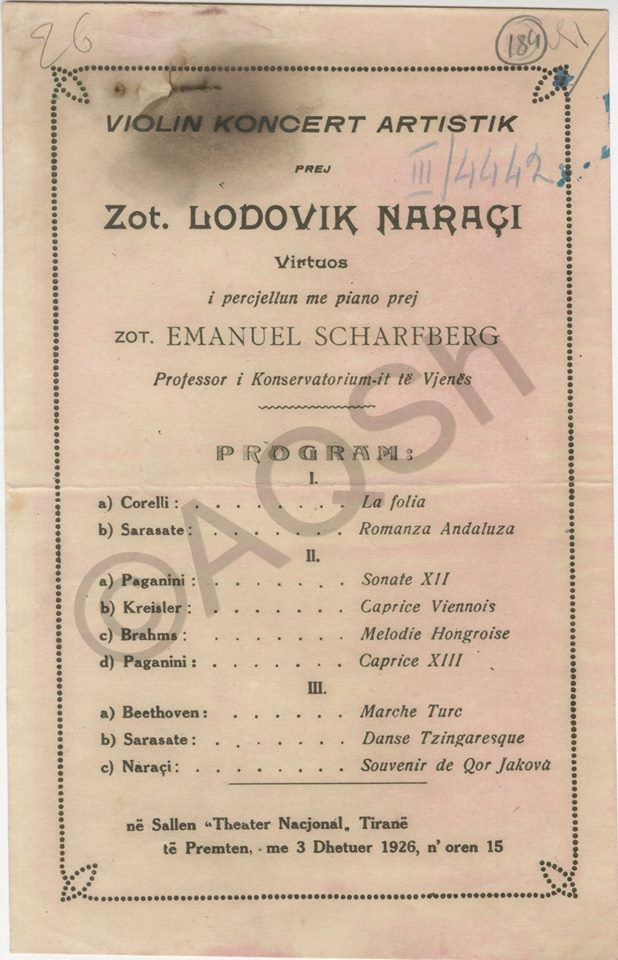 26
184
VIOLIN KONCERT ARTISTIK
PREJ
III/4442
Zot. LODOVIK NARAÇI
Virtuos
i percjellun me piano prej
ZOT. EMANUEL SCHARFBERG
Professor i Konservatorium-it të Vjenës
PROGRAM:
I.
a) Corelli : . . . . . . . . La folia
b) Sarasate : . . . . . . . Romanza Andaluza
II.
a) Paganini : . . . . . . . Sonate XII
b) Kreisler: . . . . . . . Caprice Viennois
c) Brahms: . . . . . . . Melodie Hongroise
d) Paganini : . . . . . . . Caprice XIII
III.
a) Beethoven : . . . . . . Marche Turc
b) Sarasate : . . . . . . . Danse Tzingaresque
c) Naraçi : . . . . . . . . Souvenir de Qor Jakova
në Sallen “Theater Nacjonal„ Tiranë
të Premten, me 3 Dhetuer 1926, n' oren 15
©AQSh